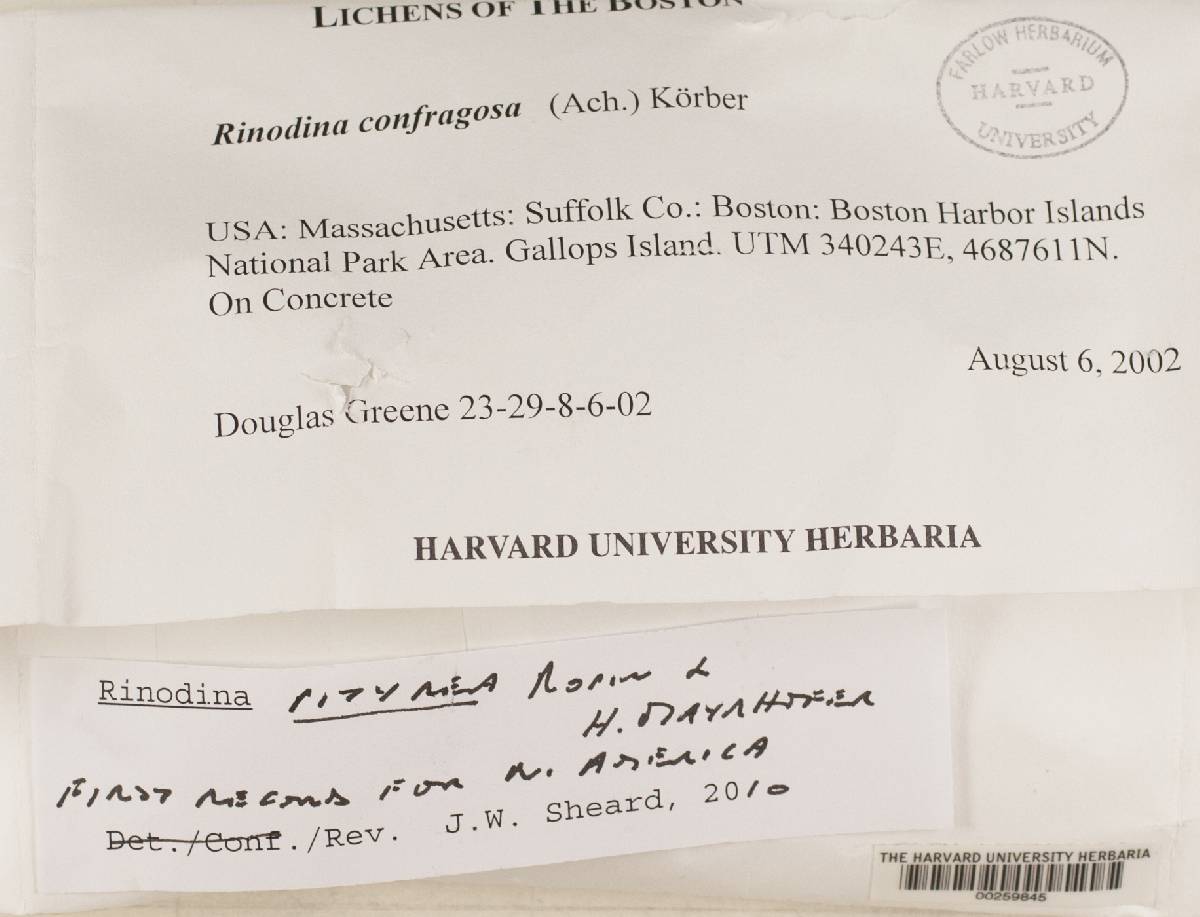 LICHENS OF THE BOSTON
FARLOW HERBARIUM
HARVARD
UNIVERSITY
Rinodina confragosa (Ach.) Körber
USA: Massachusetts: Suffolk Co.: Boston: Boston Harbor Islands
National Park Area. Gallops Island. UTM 340243E, 4687611N.
On Concrete
August 6, 2002
Douglas Greene 23-29-8-6-02
HARVARD UNIVERSITY HERBARIA
Rinodina PITYREA ROPIN &
H. MAYRHOFER
FIRST RECORD FOR N. AMERICA
Det./Conf./Rev. J.W. Sheard, 2010
THE HARVARD UNIVERSITY HERBARIA
00259845